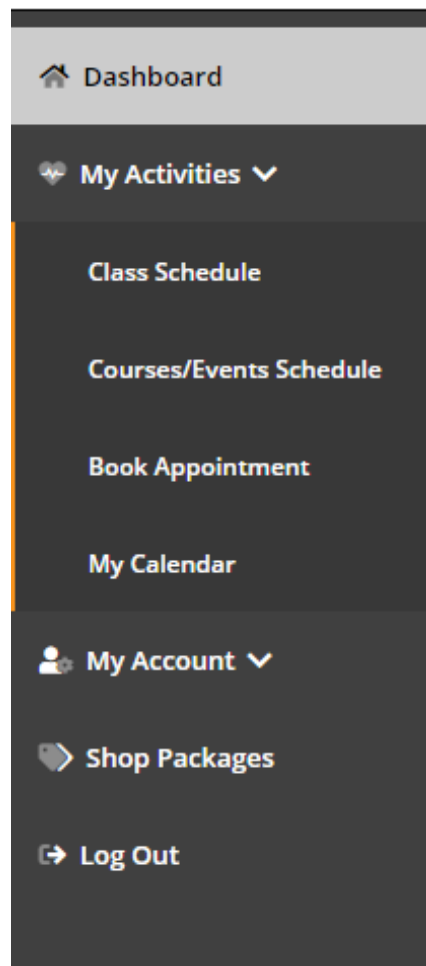 Dashboard
My Activities
Class Schedule
Courses/Events Schedule
Book Appointment
My Calendar
My Account
Shop Packages
Log Out